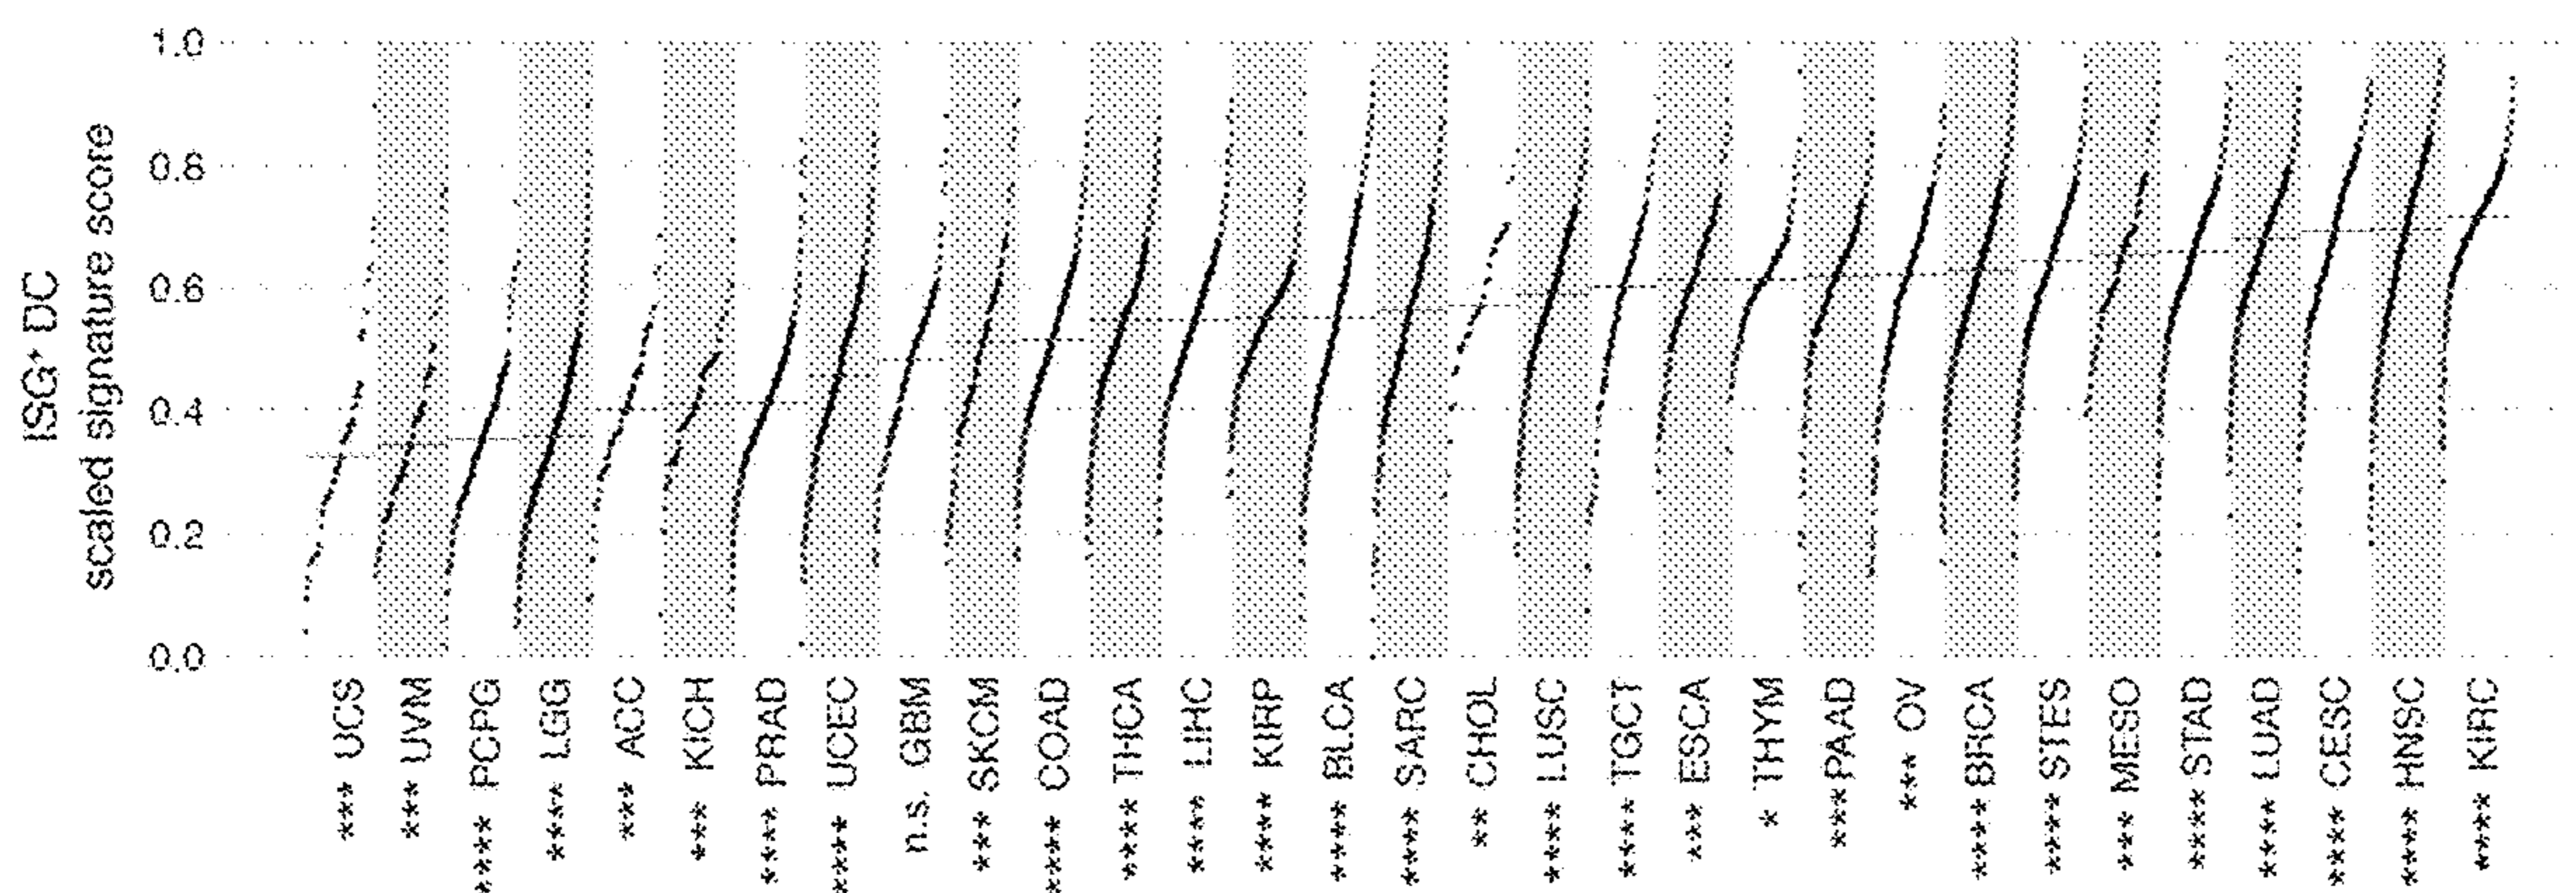 ISG⁺ DC
scaled signature score
1.0
0.8
0.6
0.4
0.2
0.0
*** UCS
*** UVM
**** PCPG
**** LGG
*** ACC
*** KICH
**** PRAD
**** UCEC
n.s. GBM
*** SKCM
**** COAD
**** THCA
**** LIHC
**** KIRP
**** BLCA
**** SARC
** CHOL
**** LUSC
**** TGCT
*** ESCA
* THYM
*** PAAD
*** OV
**** BRCA
**** STES
*** MESO
**** STAD
**** LUAD
**** CESC
**** HNSC
**** KIRC